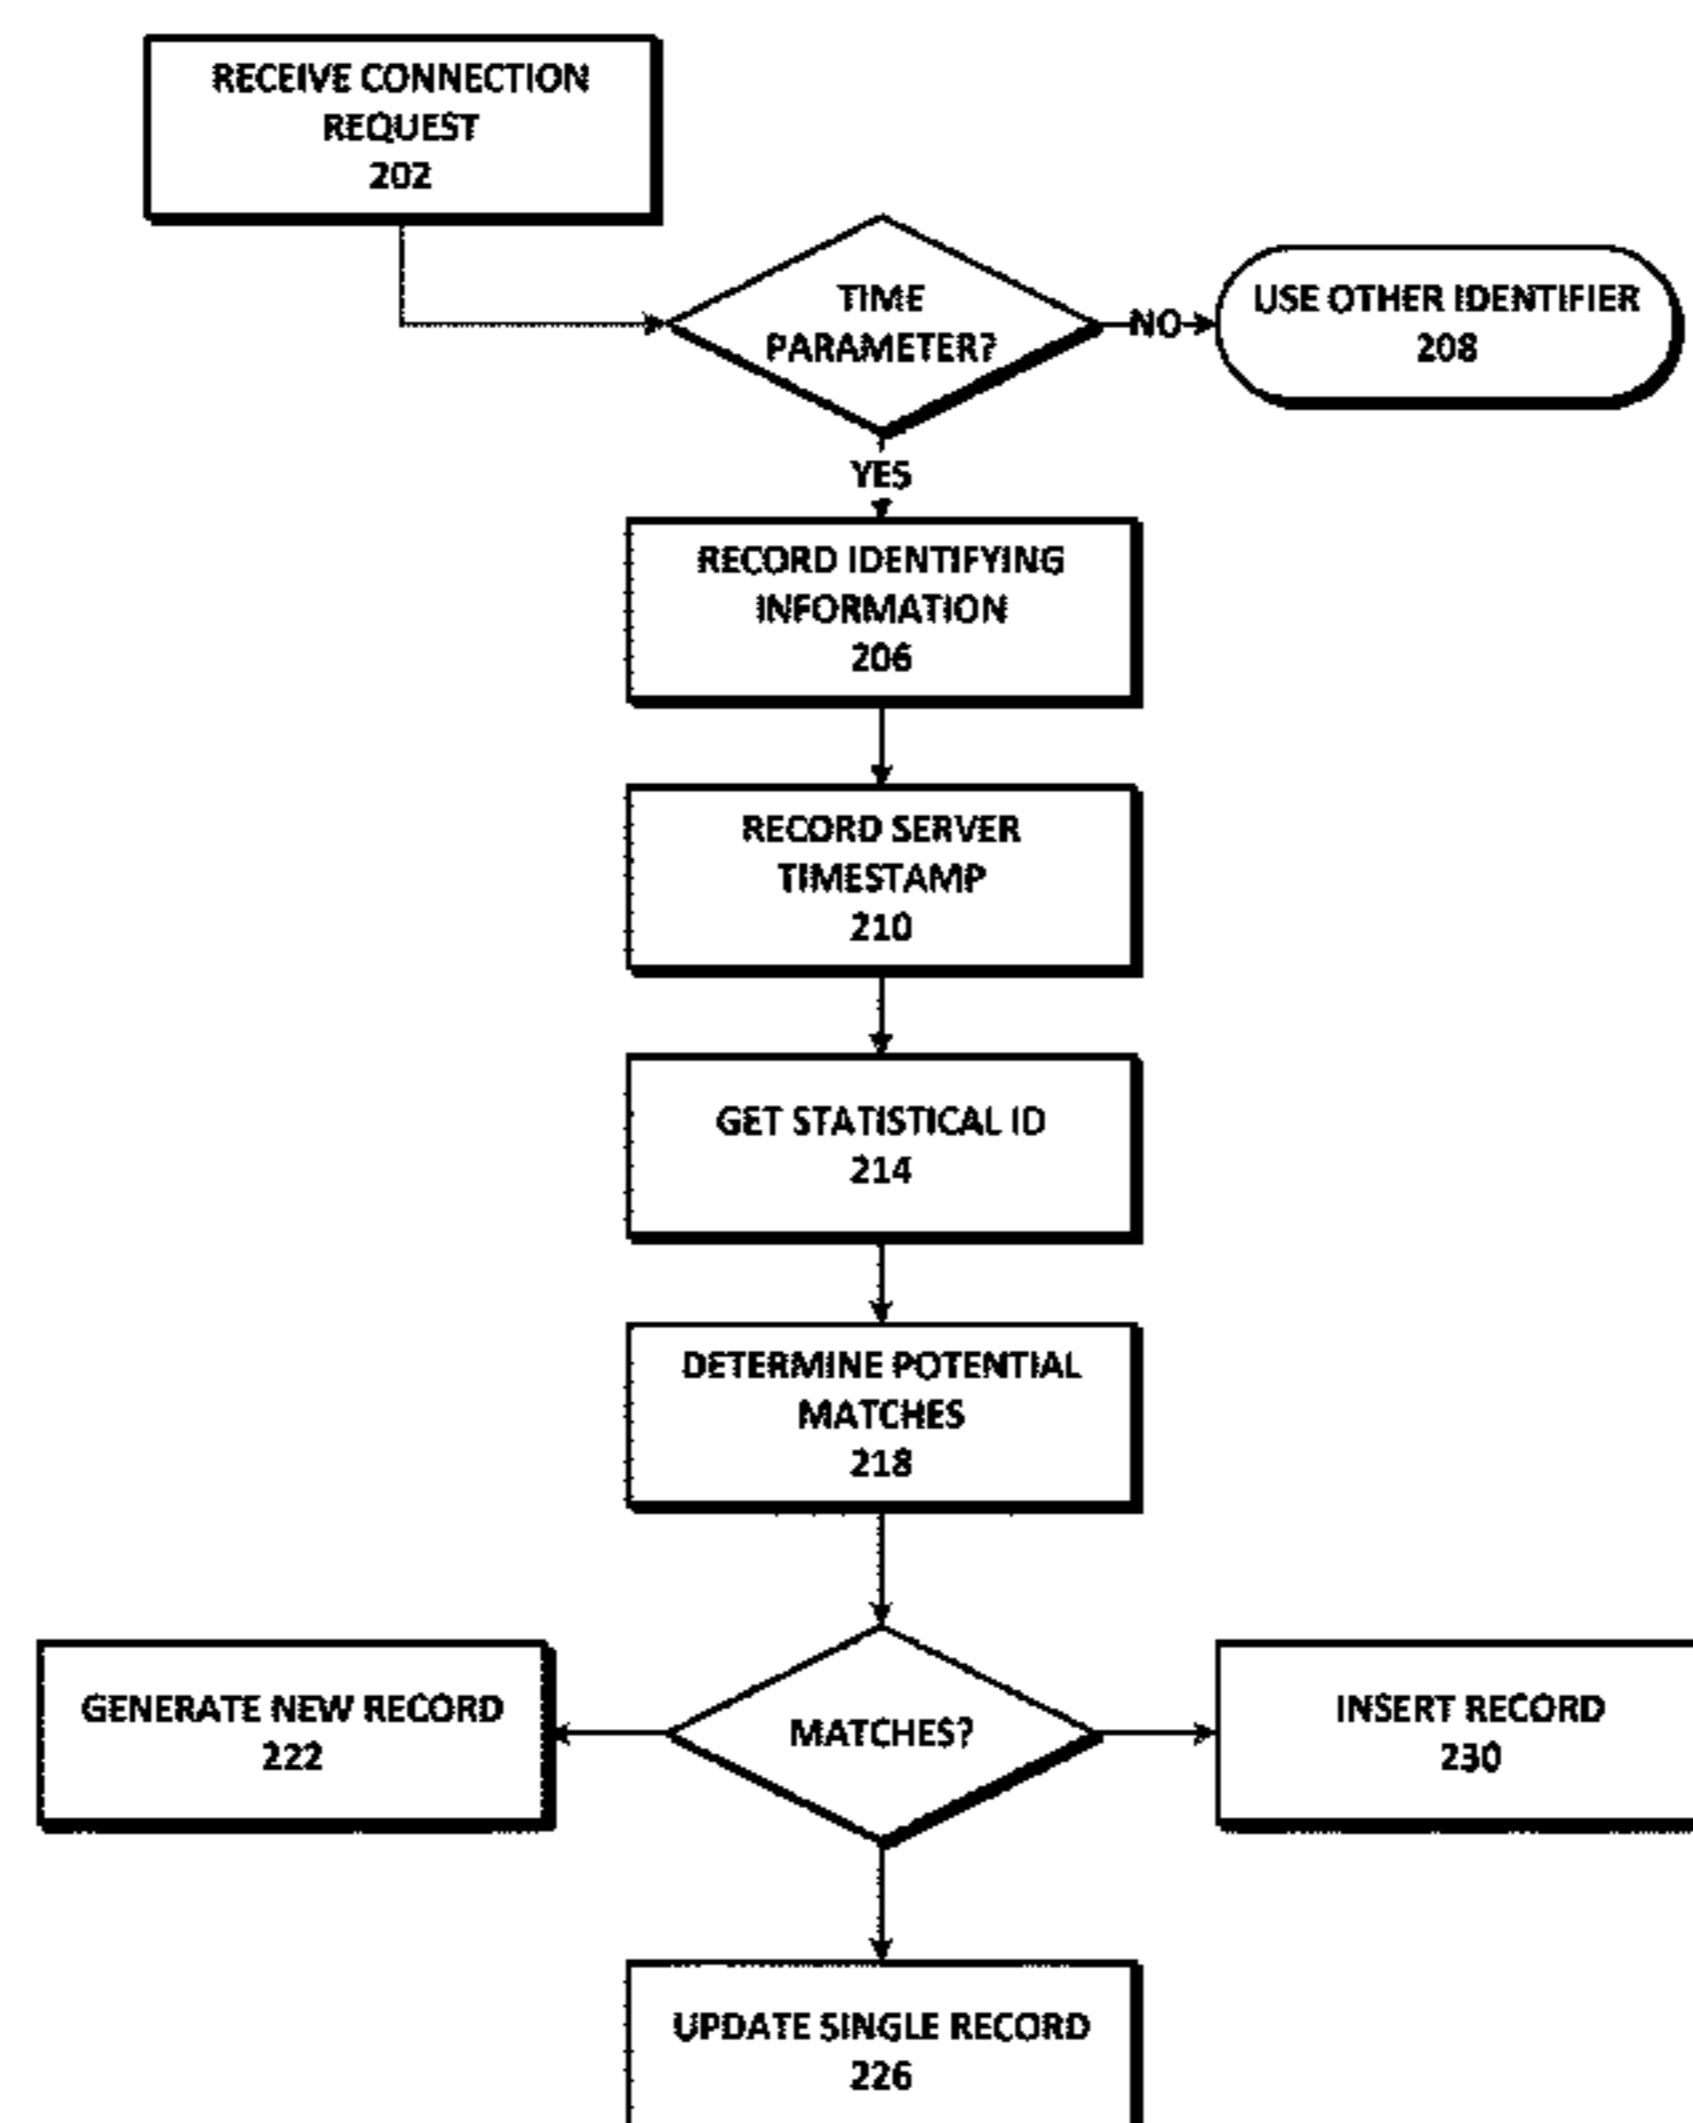 RECEIVE CONNECTION
REQUEST
202
TIME
PARAMETER?
NO
USE OTHER IDENTIFIER
208
YES
RECORD IDENTIFYING
INFORMATION
206
RECORD SERVER
TIMESTAMP
210
GET STATISTICAL ID
214
DETERMINE POTENTIAL
MATCHES
218
GENERATE NEW RECORD
222
MATCHES?
INSERT RECORD
230
UPDATE SINGLE RECORD
226